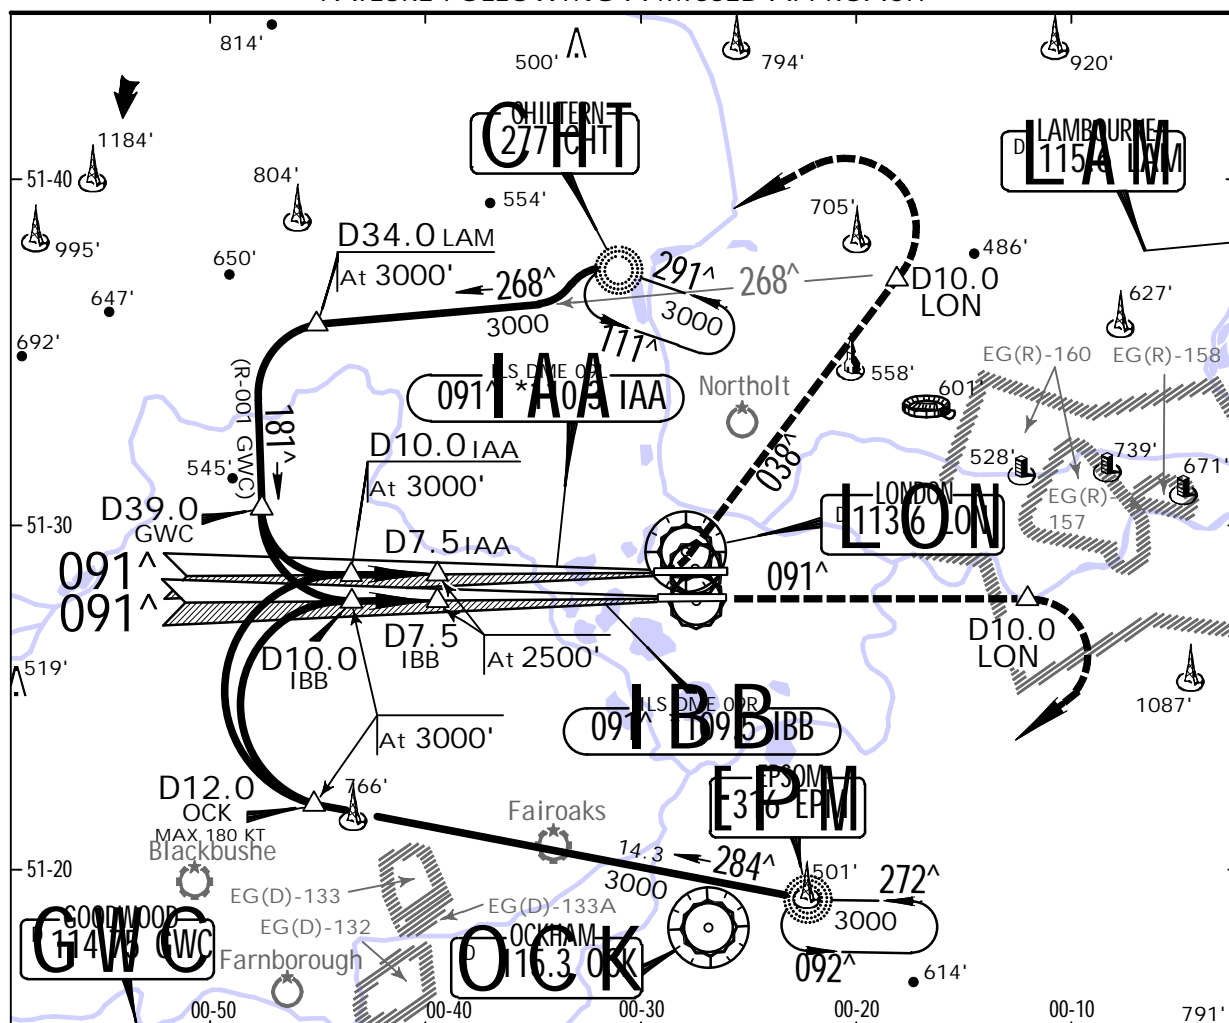 814'
500'
794'
920'
CHILTERN
277 CHT
CHT
1184'
804'
554'
LAMBOURNE
D 115.6 LAM
LAM
51-40
995'
705'
650'
486'
D34.0 LAM
At 3000'
268^
291^
268^
D10.0
LON
647'
3000
3000
111^
627'
692'
ILS DME 09L
091^ *110.3 IAA
IAA
Northolt
558'
601'
EG(R)-160
EG(R)-158
(R-001 GWC)
181^
D10.0 IAA
At 3000'
038^
545'
528'
739'
671'
EG(R)
157
D39.0
GWC
LONDON
D 113.6 LON
LON
51-30
D7.5 IAA
091^
091^
091^
D10.0
IBB
D7.5
IBB
At 2500'
D10.0
LON
519'
ILS DME 09R
091^ 109.5 IBB
IBB
1087'
At 3000'
D12.0
OCK
MAX 180 KT
766'
EPSOM
316 EPM
EPM
Fairoaks
Blackbushe
14.3
284^
3000
501'
51-20
272^
3000
092^
EG(D)-133
EG(D)-133A
EG(D)-132
GOODWOOD
114.75 GWC
GWC
OCKHAM
D 115.3 OCK
OCK
Farnborough
614'
00-50
00-40
00-30
00-20
00-10
791'